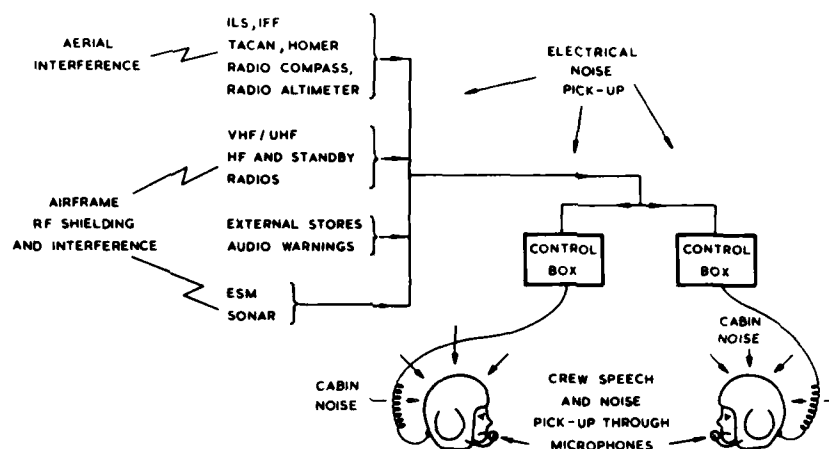 AERIAL
INTERFERENCE
ILS, IFF
TACAN, HOMER
RADIO COMPASS,
RADIO ALTIMETER
ELECTRICAL
NOISE
PICK-UP
VHF/UHF
HF AND STANDBY
RADIOS
AIRFRAME
RF SHIELDING
AND INTERFERENCE
EXTERNAL STORES
AUDIO WARNINGS
ESM
SONAR
CONTROL
BOX
CONTROL
BOX
CABIN
NOISE
CABIN
NOISE
CREW SPEECH
AND NOISE
PICK-UP THROUGH
MICROPHONES